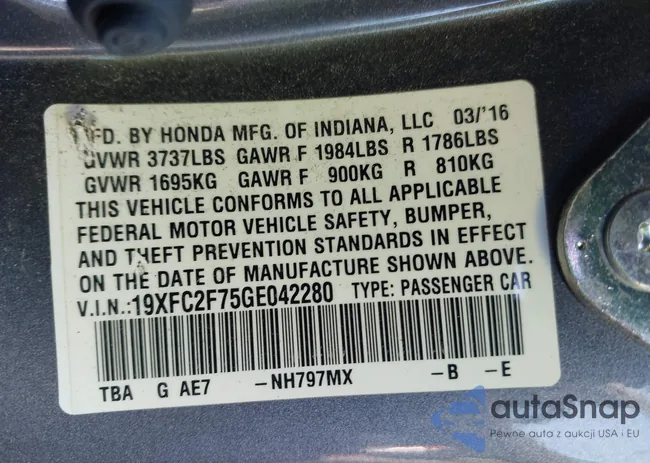 MFD. BY HONDA MFG. OF INDIANA, LLC 03/'16
GVWR 3737LBS GAWR F 1984LBS R 1786LBS
GVWR 1695KG GAWR F 900KG R 810KG
THIS VEHICLE CONFORMS TO ALL APPLICABLE
FEDERAL MOTOR VEHICLE SAFETY, BUMPER,
AND THEFT PREVENTION STANDARDS IN EFFECT
ON THE DATE OF MANUFACTURE SHOWN ABOVE.
V.I.N.:19XFC2F75GE042280 TYPE: PASSENGER CAR
TBA G AE7 -NH797MX -B -E
autaSnap
Pewne auta z aukcji USA i EU